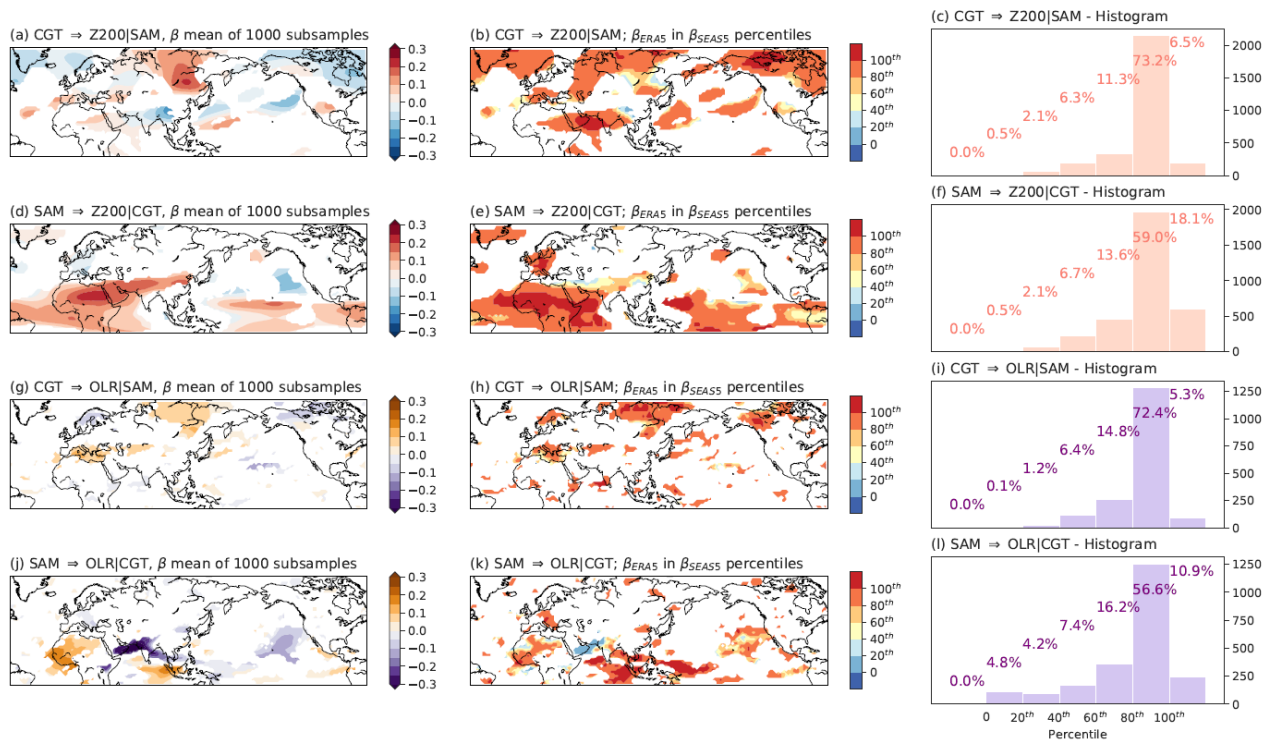 (a) CGT ⇒ Z200|SAM, β mean of 1000 subsamples
0.3
0.2
0.1
0.0
−0.1
−0.2
−0.3
(b) CGT ⇒ Z200|SAM; β_ERA5 in β_SEAS5 percentiles
100th
80th
60th
40th
20th
0
(c) CGT ⇒ Z200|SAM - Histogram
0.0%
0.5%
2.1%
6.3%
11.3%
73.2%
6.5%
2000
1500
1000
500
0
(d) SAM ⇒ Z200|CGT, β mean of 1000 subsamples
0.3
0.2
0.1
0.0
−0.1
−0.2
−0.3
(e) SAM ⇒ Z200|CGT; β_ERA5 in β_SEAS5 percentiles
100th
80th
60th
40th
20th
0
(f) SAM ⇒ Z200|CGT - Histogram
0.0%
0.5%
2.1%
6.7%
13.6%
59.0%
18.1%
2000
1500
1000
500
0
(g) CGT ⇒ OLR|SAM, β mean of 1000 subsamples
0.3
0.2
0.1
0.0
−0.1
−0.2
−0.3
(h) CGT ⇒ OLR|SAM; β_ERA5 in β_SEAS5 percentiles
100th
80th
60th
40th
20th
0
(i) CGT ⇒ OLR|SAM - Histogram
0.0%
0.1%
1.2%
6.4%
14.8%
72.4%
5.3%
1250
1000
750
500
250
0
(j) SAM ⇒ OLR|CGT, β mean of 1000 subsamples
0.3
0.2
0.1
0.0
−0.1
−0.2
−0.3
(k) SAM ⇒ OLR|CGT; β_ERA5 in β_SEAS5 percentiles
100th
80th
60th
40th
20th
0
(l) SAM ⇒ OLR|CGT - Histogram
0.0%
4.8%
4.2%
7.4%
16.2%
56.6%
10.9%
1250
1000
750
500
250
0
0 20th 40th 60th 80th 100th
Percentile